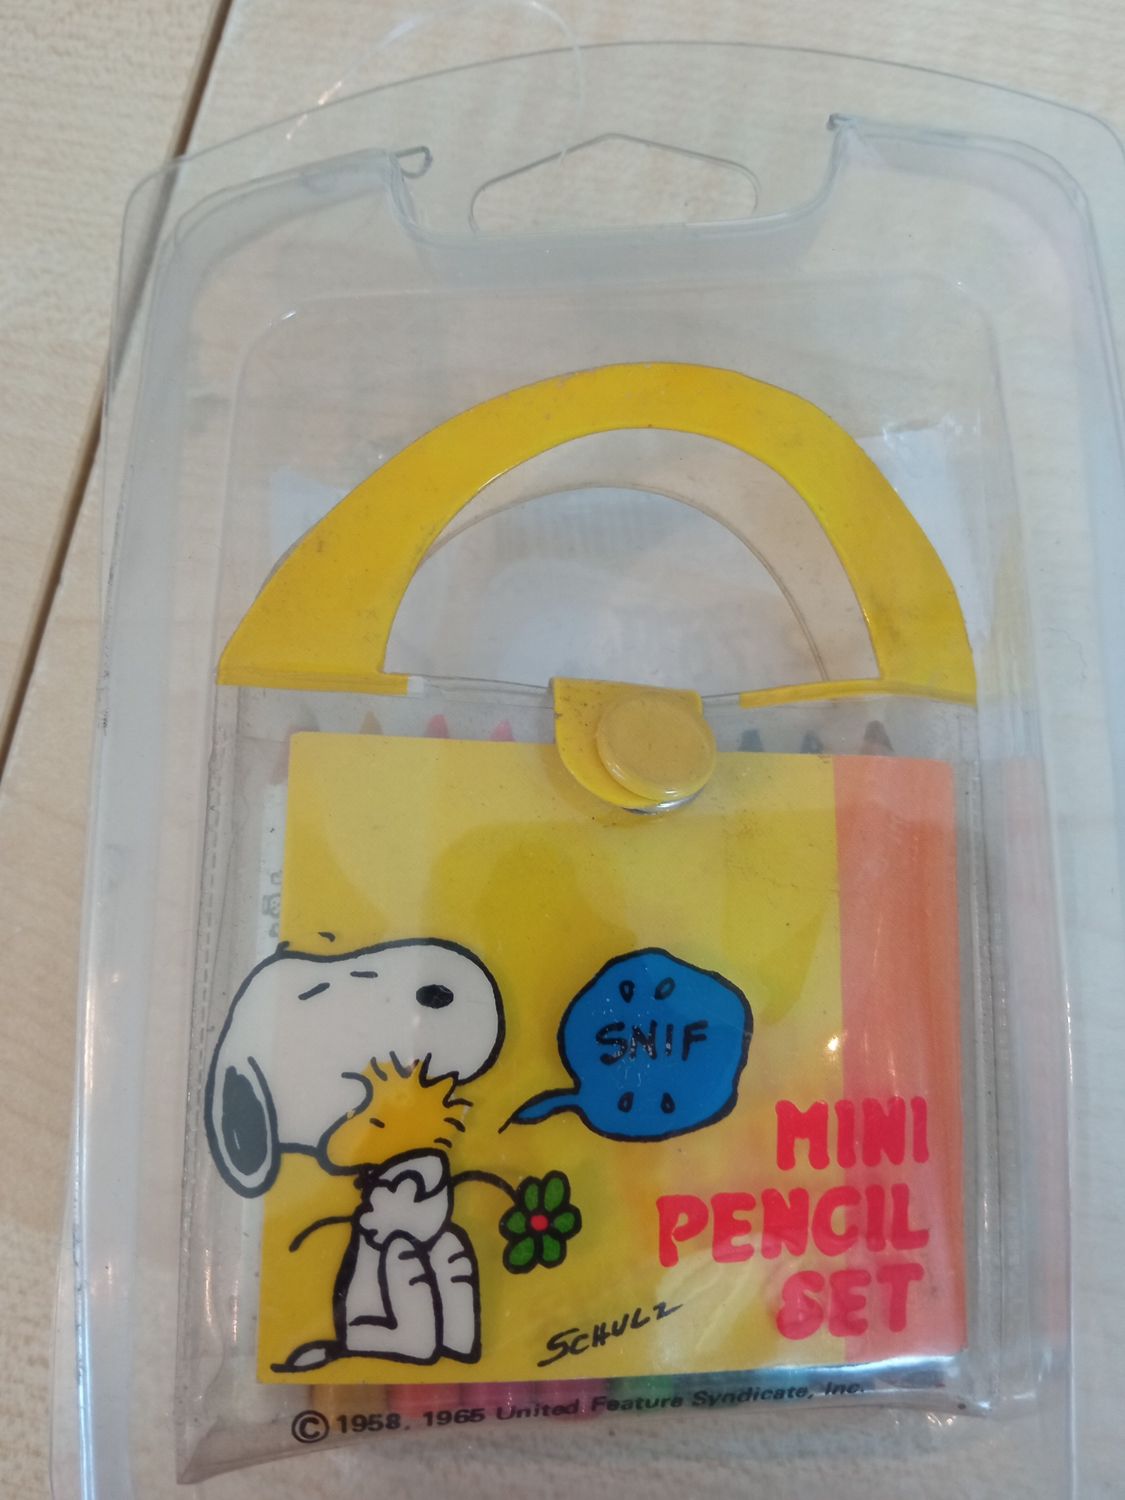 SNIF
MINI
PENCIL
SET
SCHULZ
© 1958, 1965 United Feature Syndicate, Inc.